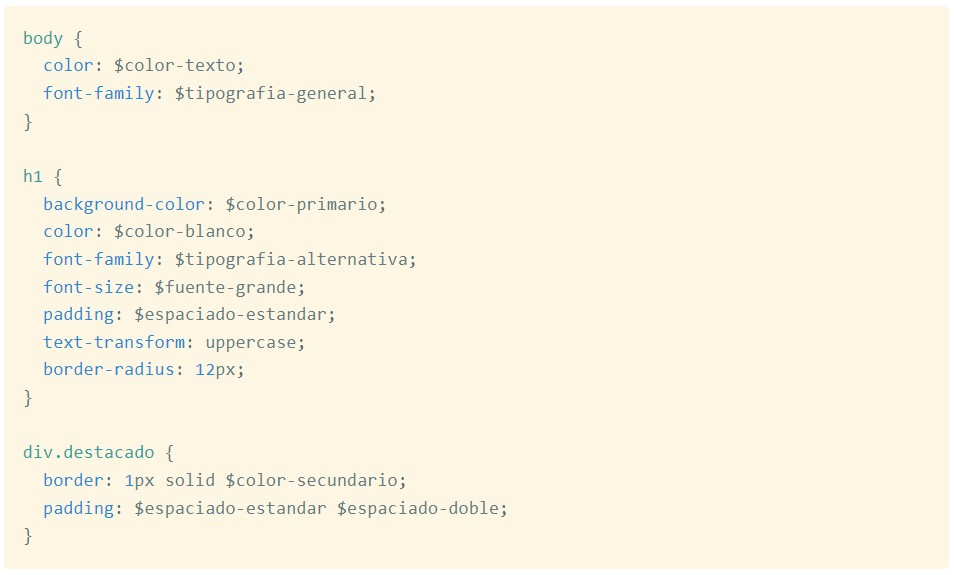 body {
  color: $color-texto;
  font-family: $tipografia-general;
}

h1 {
  background-color: $color-primario;
  color: $color-blanco;
  font-family: $tipografia-alternativa;
  font-size: $fuente-grande;
  padding: $espaciado-estandar;
  text-transform: uppercase;
  border-radius: 12px;
}

div.destacado {
  border: 1px solid $color-secundario;
  padding: $espaciado-estandar $espaciado-doble;
}